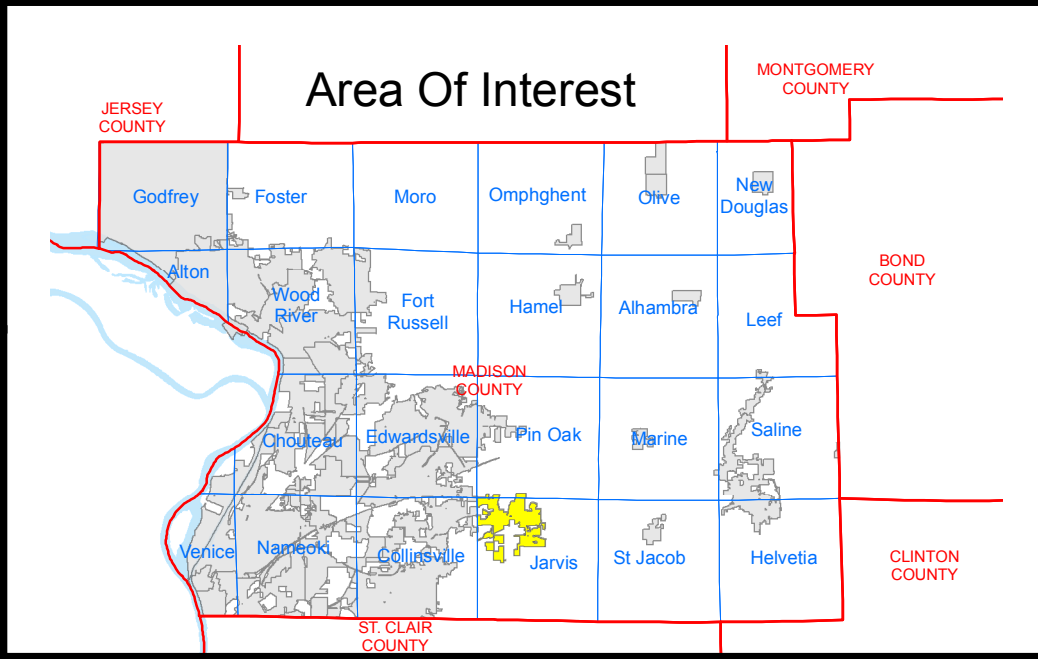 Area Of Interest
MONTGOMERY
COUNTY
JERSEY
COUNTY
Godfrey
Foster
Moro
Omphghent
Olive
New
Douglas
BOND
COUNTY
Alton
Wood
River
Fort
Russell
Hamel
Alhambra
Leef
MADISON
COUNTY
Chouteau
Edwardsville
Pin Oak
Marine
Saline
Venice
Nameoki
Collinsville
Jarvis
St Jacob
Helvetia
CLINTON
COUNTY
ST. CLAIR
COUNTY